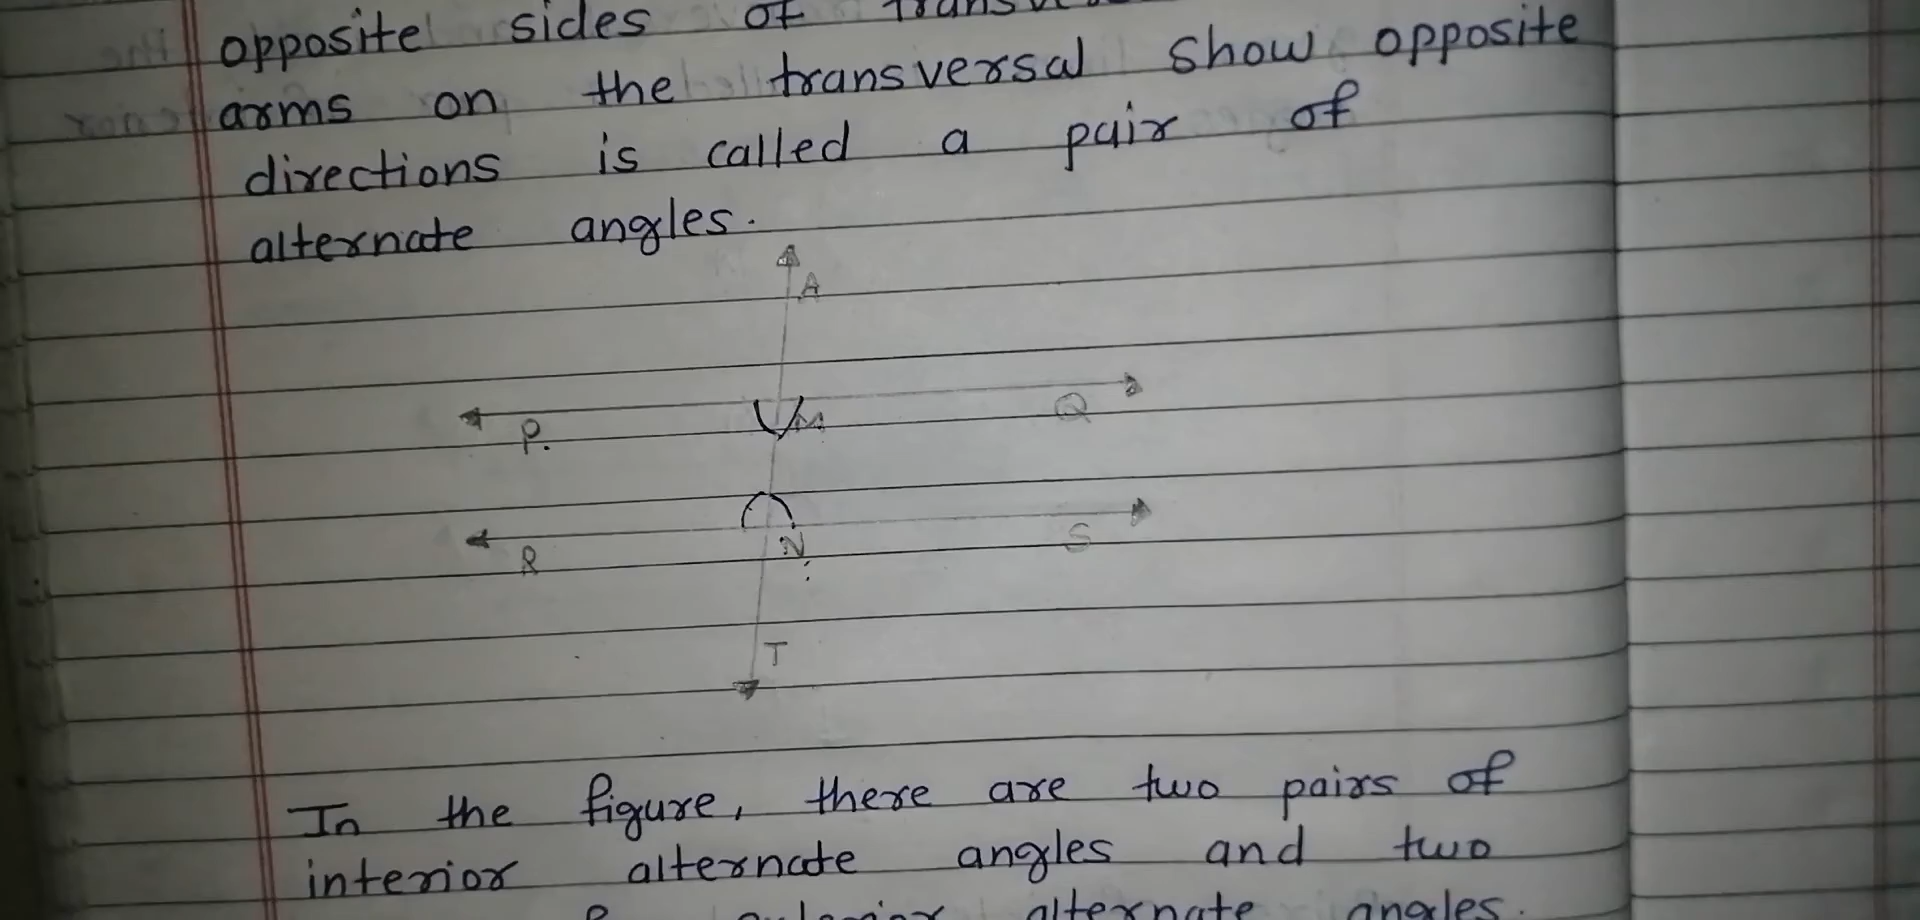 opposite sides of
arms on the transversal show opposite
directions is called a pair of
alternate angles.
A
P. M Q
R N S
T
In the figure, there are two pairs of
interior alternate angles and two
alternate angles.